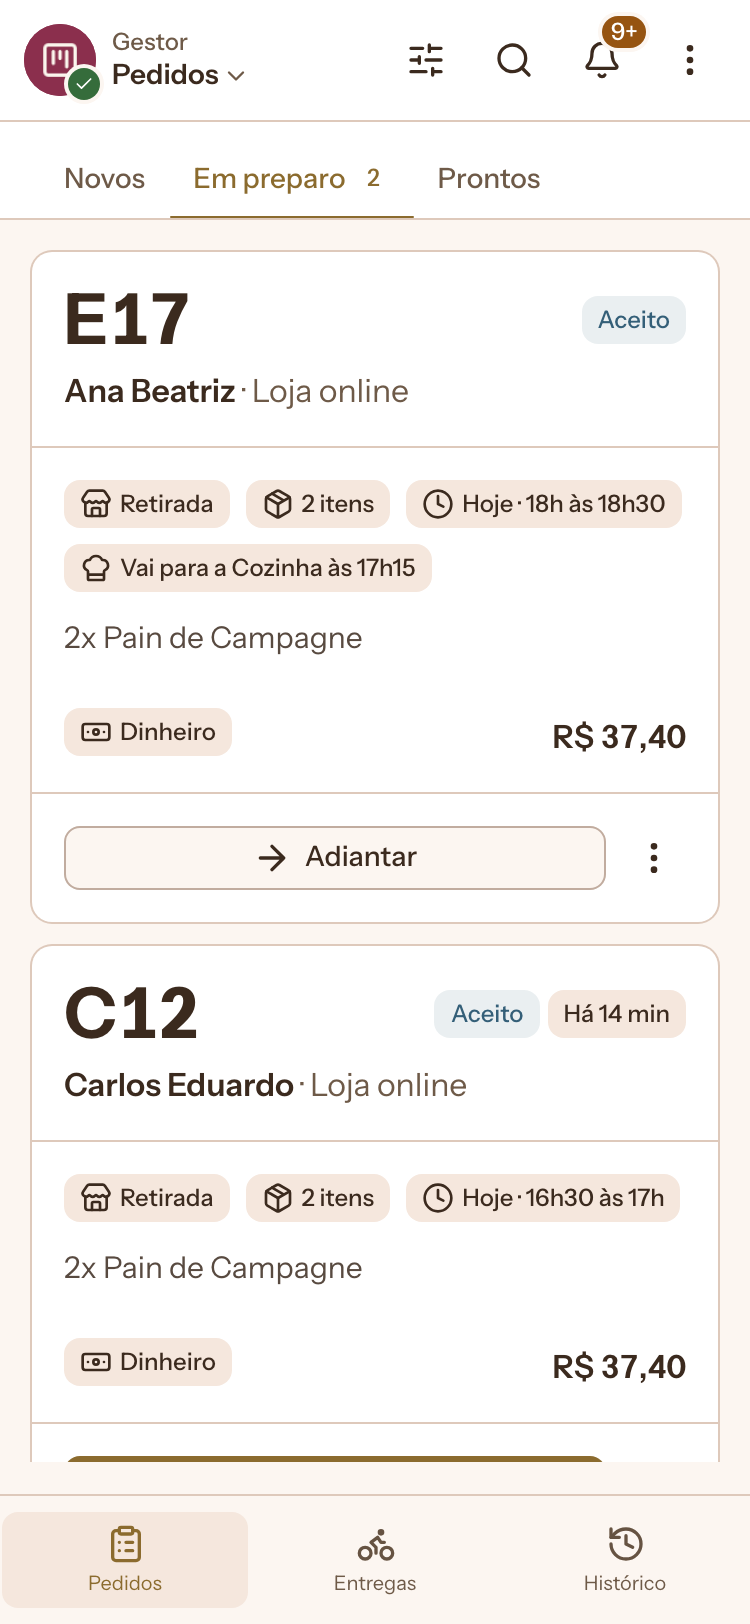 Gestor
Pedidos
9+
Novos
Em preparo 2
Prontos
E17
Aceito
Ana Beatriz · Loja online
Retirada
2 itens
Hoje · 18h às 18h30
Vai para a Cozinha às 17h15
2x Pain de Campagne
Dinheiro
R$ 37,40
Adiantar
C12
Aceito
Há 14 min
Carlos Eduardo · Loja online
Retirada
2 itens
Hoje · 16h30 às 17h
2x Pain de Campagne
Dinheiro
R$ 37,40
Pedidos
Entregas
Histórico